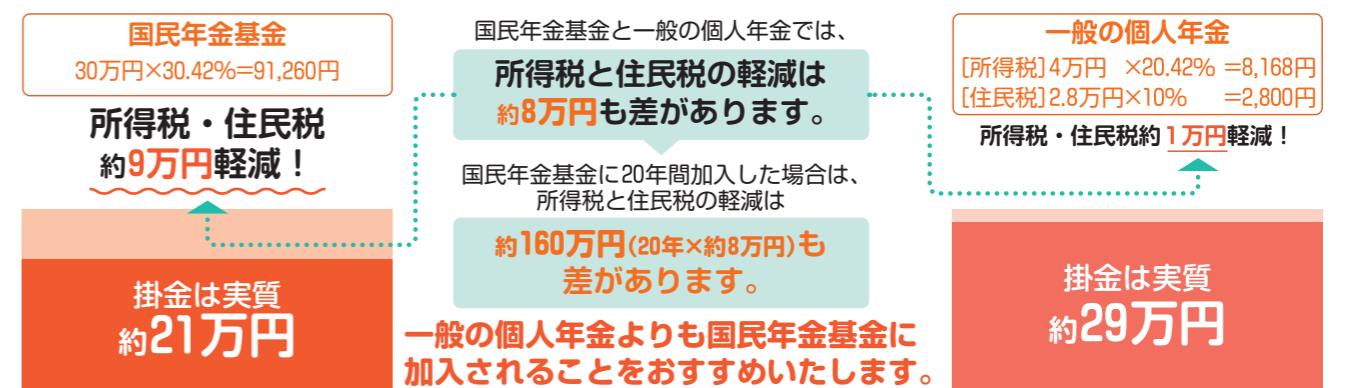 国民年金基金
30万円×30.42%=91,260円
所得税・住民税
約9万円軽減！
掛金は実質
約21万円
国民年金基金と一般の個人年金では、
所得税と住民税の軽減は
約8万円も差があります。
国民年金基金に20年間加入した場合は、
所得税と住民税の軽減は
約160万円(20年×約8万円)も
差があります。
一般の個人年金よりも国民年金基金に
加入されることをおすすめいたします。
一般の個人年金
[所得税]4万円 ×20.42% =8,168円
[住民税]2.8万円×10% =2,800円
所得税・住民税約1万円軽減！
掛金は実質
約29万円